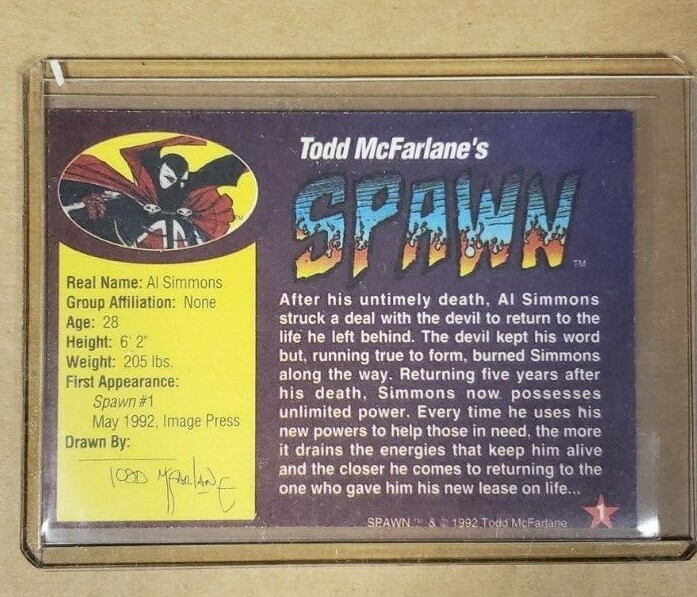 Todd McFarlane's
SPAWN™
TM
Real Name: Al Simmons
Group Affiliation: None
Age: 28
Height: 6' 2"
Weight: 205 lbs.
First Appearance:
Spawn #1
May 1992, Image Press
Drawn By:
TODD McFARLANE
After his untimely death, Al Simmons
struck a deal with the devil to return to the
life he left behind. The devil kept his word
but, running true to form, burned Simmons
along the way. Returning five years after
his death, Simmons now possesses
unlimited power. Every time he uses his
new powers to help those in need, the more
it drains the energies that keep him alive
and the closer he comes to returning to the
one who gave him his new lease on life...
SPAWN™ & © 1992 Todd McFarlane
1